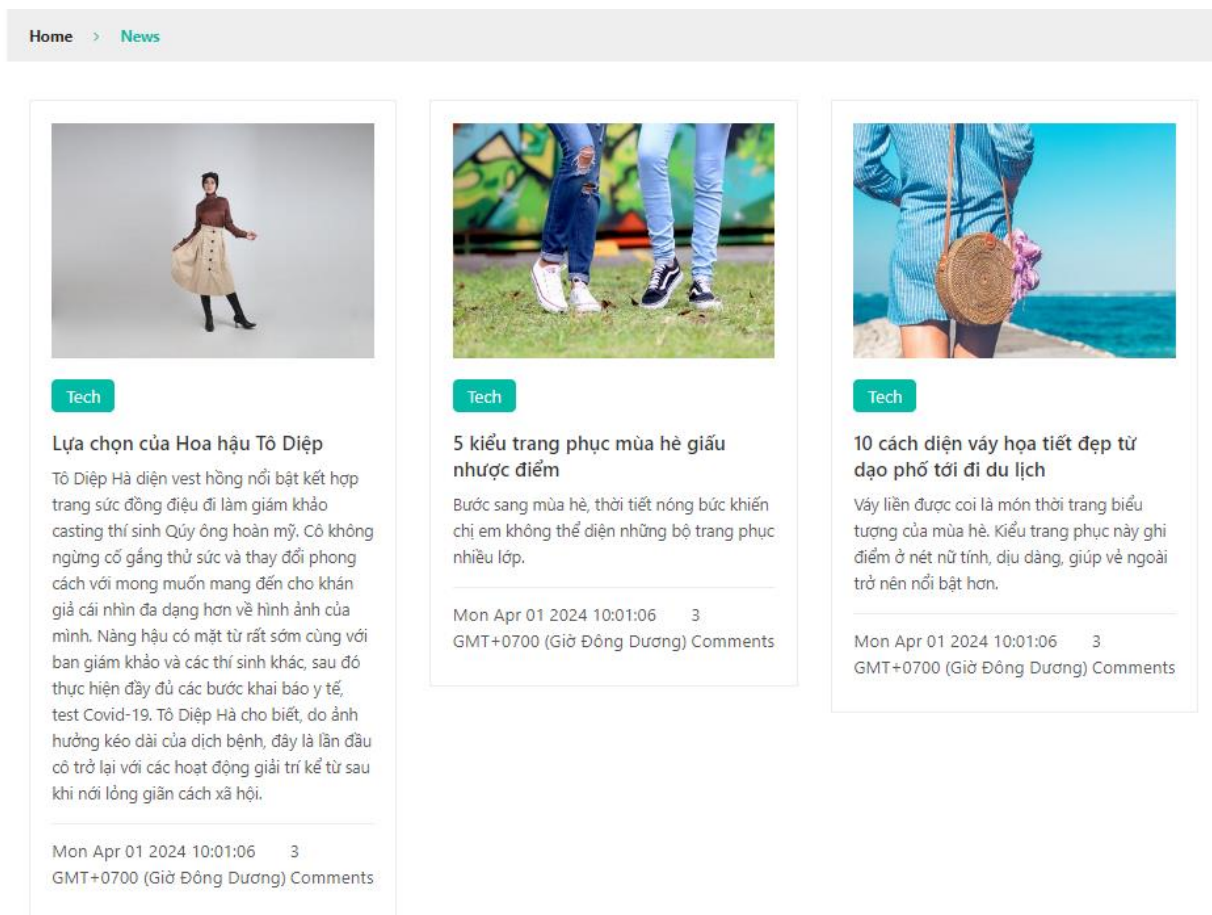 Home > News
Tech
Lựa chọn của Hoa hậu Tô Diệp
Tô Diệp Hà diện vest hồng nổi bật kết hợp
trang sức đồng điệu đi làm giám khảo
casting thí sinh Qúy ông hoàn mỹ. Cô không
ngừng cố gắng thử sức và thay đổi phong
cách với mong muốn mang đến cho khán
giả cái nhìn đa dạng hơn về hình ảnh của
mình. Nàng hậu có mặt từ rất sớm cùng với
ban giám khảo và các thí sinh khác, sau đó
thực hiện đầy đủ các bước khai báo y tế,
test Covid-19. Tô Diệp Hà cho biết, do ảnh
hưởng kéo dài của dịch bệnh, đây là lần đầu
cô trở lại với các hoạt động giải trí kể từ sau
khi nới lỏng giãn cách xã hội.
Mon Apr 01 2024 10:01:06 3
GMT+0700 (Giờ Đông Dương) Comments
Tech
5 kiểu trang phục mùa hè giấu
nhược điểm
Bước sang mùa hè, thời tiết nóng bức khiến
chị em không thể diện những bộ trang phục
nhiều lớp.
Mon Apr 01 2024 10:01:06 3
GMT+0700 (Giờ Đông Dương) Comments
Tech
10 cách diện váy họa tiết đẹp từ
dạo phố tới đi du lịch
Váy liền được coi là món thời trang biểu
tượng của mùa hè. Kiểu trang phục này ghi
điểm ở nét nữ tính, dịu dàng, giúp vẻ ngoài
trở nên nổi bật hơn.
Mon Apr 01 2024 10:01:06 3
GMT+0700 (Giờ Đông Dương) Comments